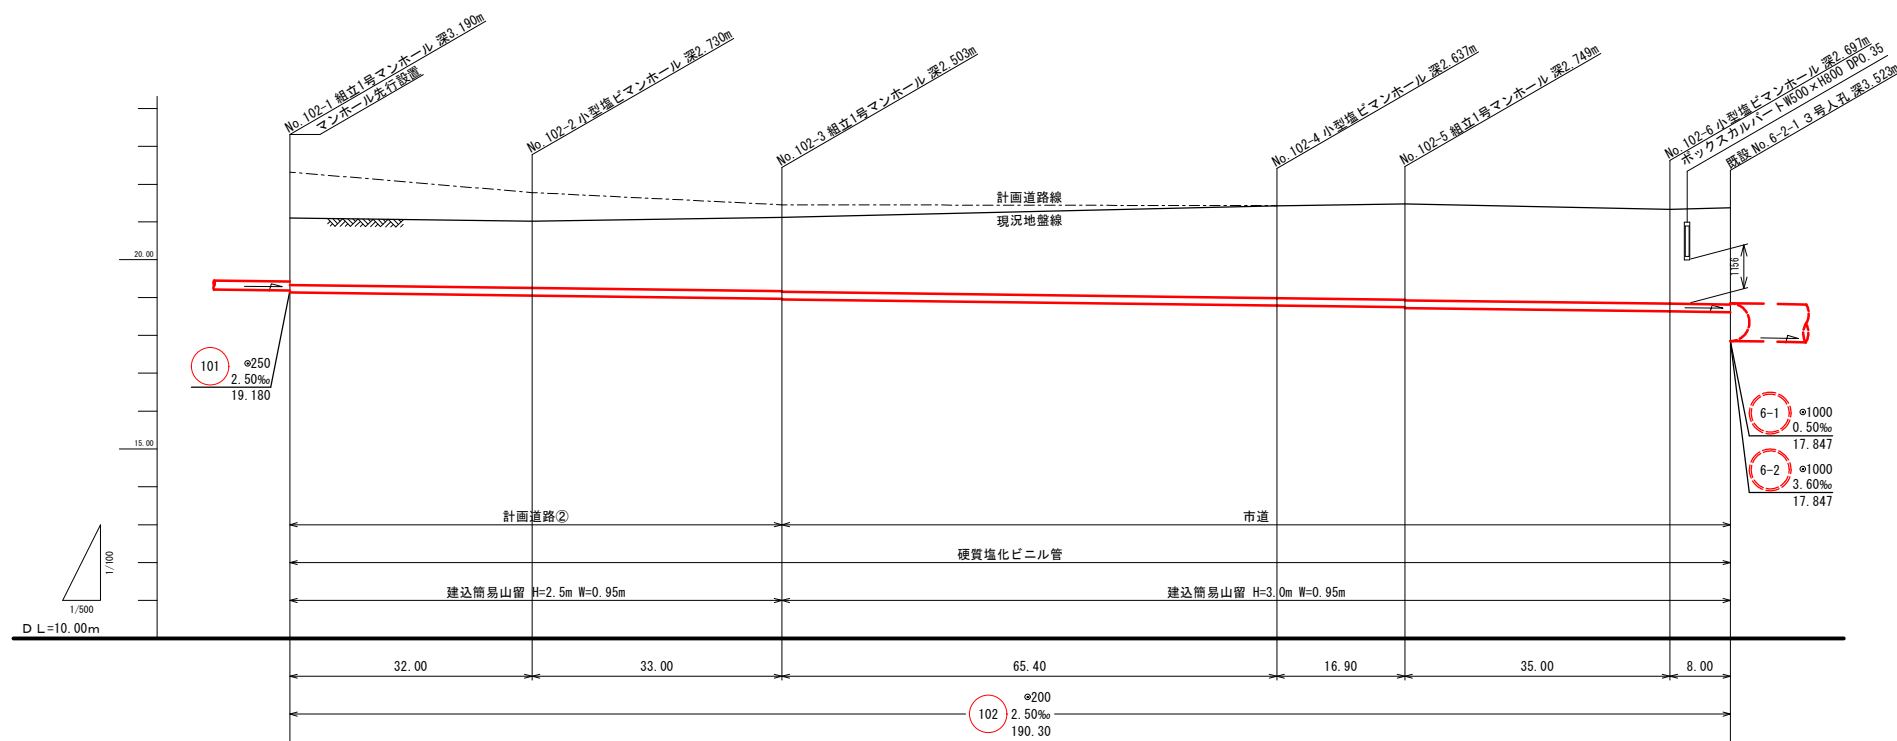 No.102-1 組立1号マンホール 深3.190m
マンホール先行設置
No.102-2 小型塩ビマンホール 深2.730m
No.102-3 組立1号マンホール 深2.503m
No.102-4 小型塩ビマンホール 深2.637m
No.102-5 組立1号マンホール 深2.749m
No.102-6 小型塩ビマンホール 深2.697m
ボックスカルバートW500×H800 DP0.35
既設 No.6-2-1 3号人孔 深3.523m
計画道路線
現況地盤線
20.00
1156
101
⌾250
2.50‰
19.180
15.00
6-1
⌾1000
0.50‰
17.847
6-2
⌾1000
3.60‰
17.847
計画道路②
市道
硬質塩化ビニル管
1/100
1/500
建込簡易山留 H=2.5m W=0.95m
建込簡易山留 H=3.0m W=0.95m
DL=10.00m
32.00
33.00
65.40
16.90
35.00
8.00
102
⌾200
2.50‰
190.30